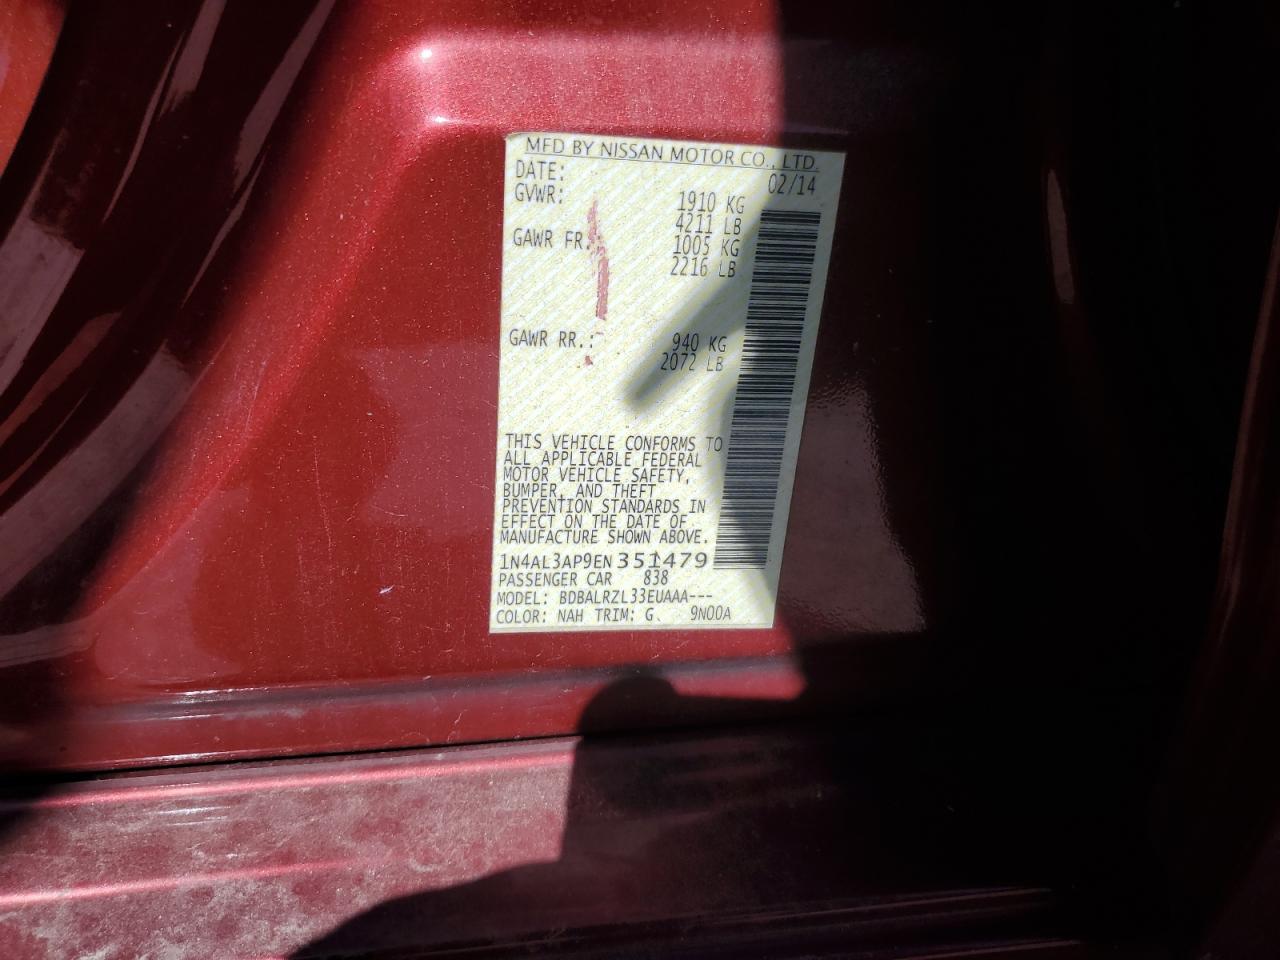 MFD BY NISSAN MOTOR CO., LTD.
DATE: 02/14
GVWR: 1910 KG
4211 LB
GAWR FR.: 1005 KG
2216 LB
GAWR RR.: 940 KG
2072 LB
THIS VEHICLE CONFORMS TO
ALL APPLICABLE FEDERAL
MOTOR VEHICLE SAFETY,
BUMPER, AND THEFT
PREVENTION STANDARDS IN
EFFECT ON THE DATE OF
MANUFACTURE SHOWN ABOVE.
1N4AL3AP9EN351479
PASSENGER CAR 838
MODEL: BDBALRZL33EUAAA---
COLOR: NAH TRIM: G 9N00A